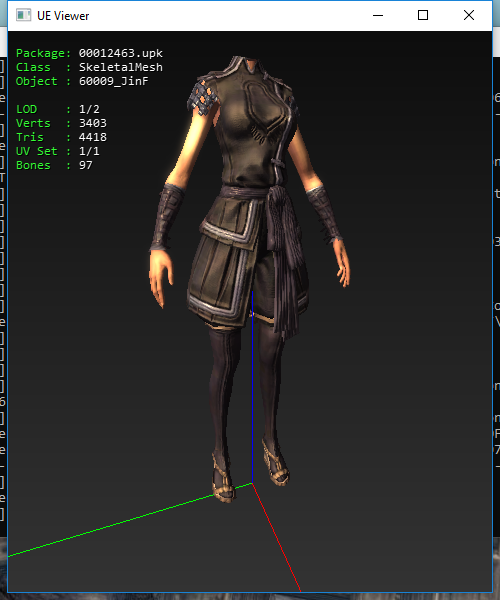 UE Viewer
Package: 00012463.upk
Class  : SkeletalMesh
Object : 60009_JinF
LOD    : 1/2
Verts  : 3403
Tris   : 4418
UV Set : 1/1
Bones  : 97